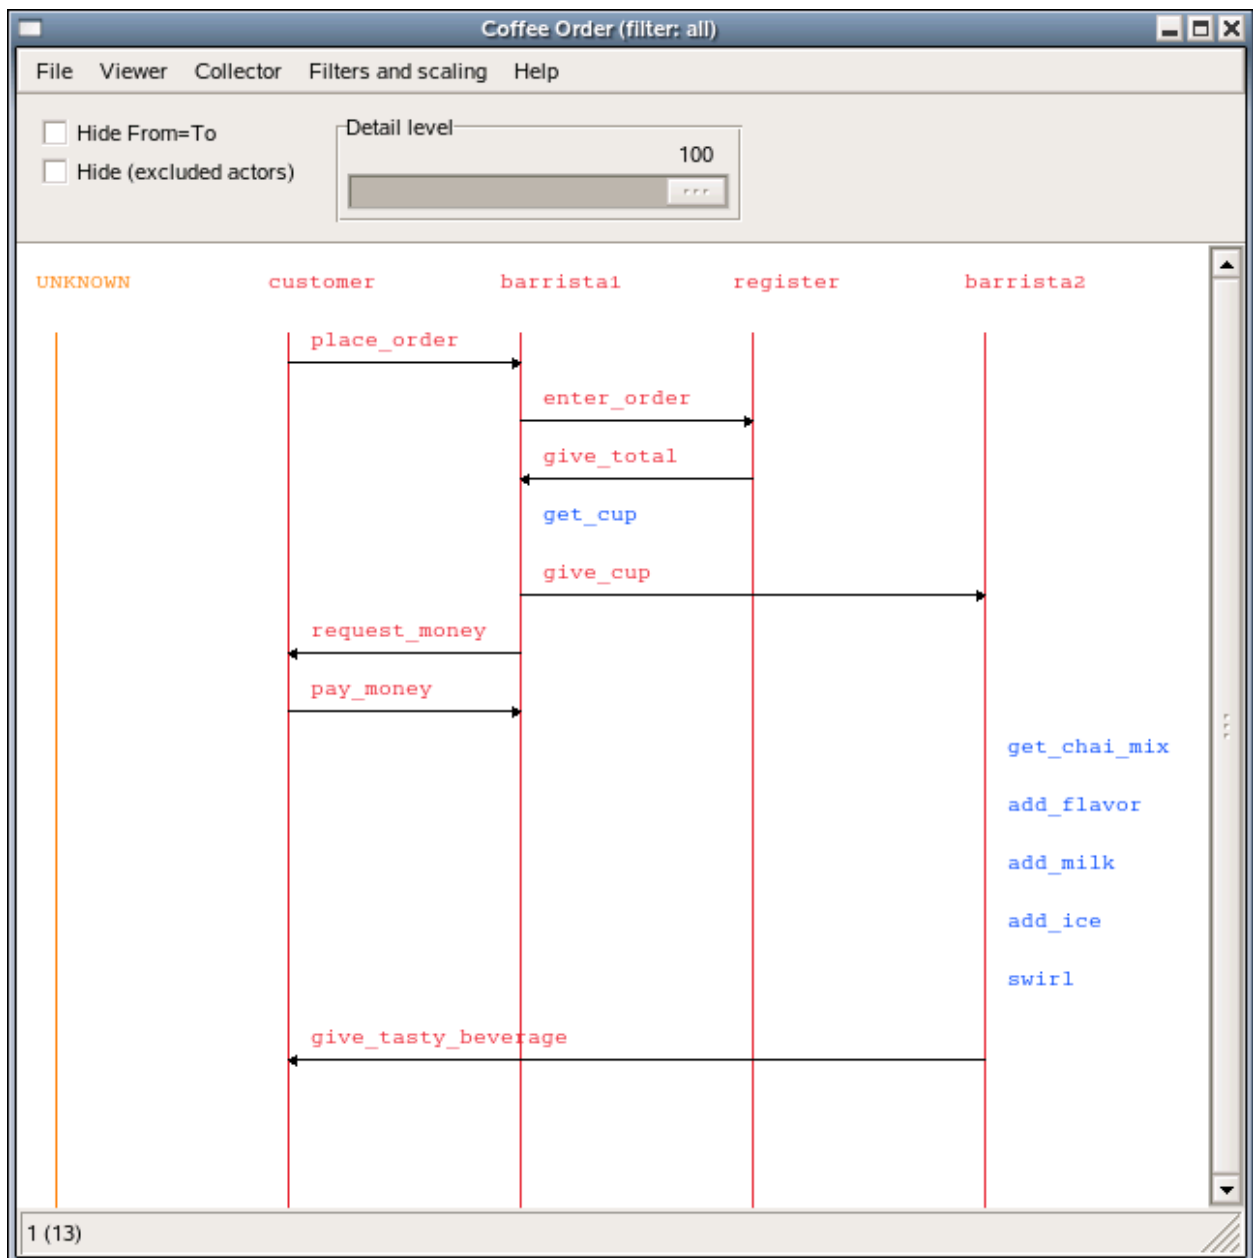 Coffee Order (filter: all)
File Viewer Collector Filters and scaling Help
Hide From=To
Hide (excluded actors)
Detail level
100
UNKNOWN customer barrista1 register barrista2
place_order
enter_order
give_total
get_cup
give_cup
request_money
pay_money
get_chai_mix
add_flavor
add_milk
add_ice
swirl
give_tasty_beverage
1 (13)